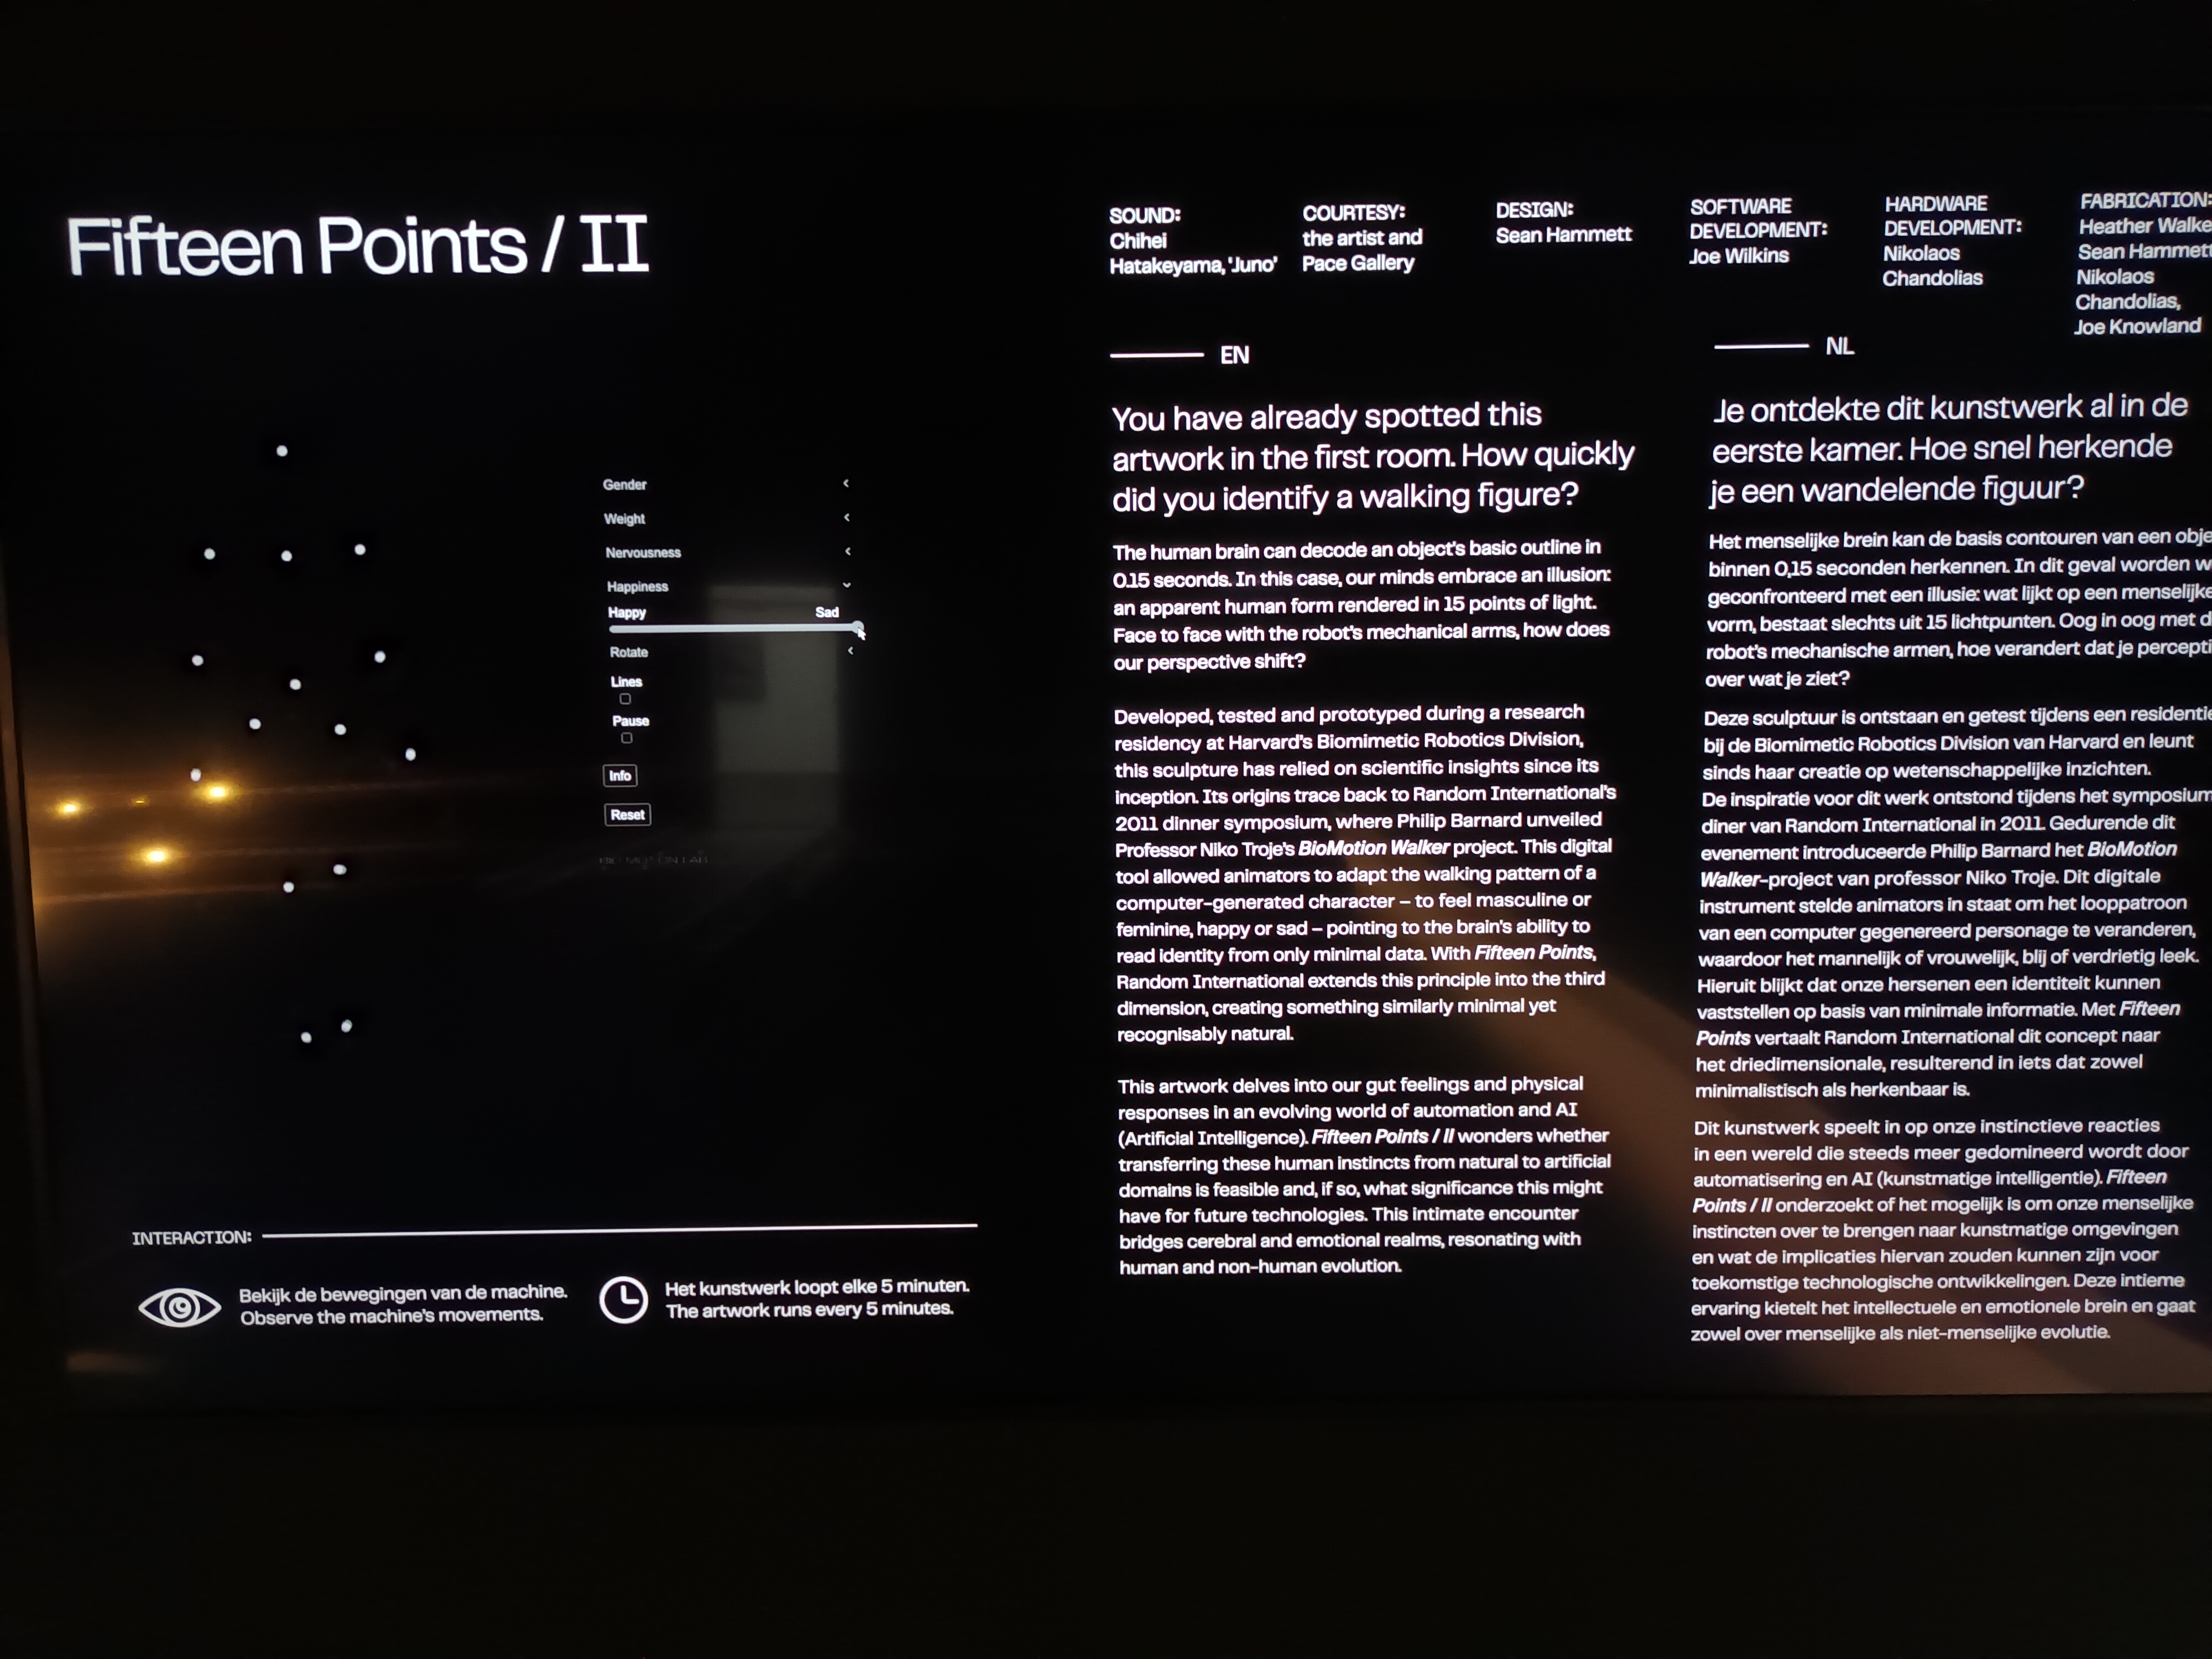 Fifteen Points / II
Gender
Weight
Nervousness
Happiness
Happy Sad
Rotate
Lines
Pause
Info
Reset
INTERACTION:
Bekijk de bewegingen van de machine.
Observe the machine's movements.
Het kunstwerk loopt elke 5 minuten.
The artwork runs every 5 minutes.
SOUND:
Chihei
Hatakeyama, 'Juno'
COURTESY:
the artist and
Pace Gallery
DESIGN:
Sean Hammett
SOFTWARE
DEVELOPMENT:
Joe Wilkins
HARDWARE
DEVELOPMENT:
Nikolaos
Chandolias
FABRICATION:
Heather
Sean
Nikolaos
Chandolias,
Joe Knowland
EN
You have already spotted this
artwork in the first room. How quickly
did you identify a walking figure?
The human brain can decode an object's basic outline in
0.15 seconds. In this case, our minds embrace an illusion:
an apparent human form rendered in 15 points of light.
Face to face with the robot's mechanical arms, how does
our perspective shift?
Developed, tested and prototyped during a research
residency at Harvard's Biomimetic Robotics Division,
this sculpture has relied on scientific insights since its
inception. Its origins trace back to Random International's
2011 dinner symposium, where Philip Barnard unveiled
Professor Niko Troje's BioMotion Walker project. This digital
tool allowed animators to adapt the walking pattern of a
computer-generated character – to feel masculine or
feminine, happy or sad – pointing to the brain's ability to
read identity from only minimal data. With Fifteen Points,
Random International extends this principle into the third
dimension, creating something similarly minimal yet
recognisably natural.
This artwork delves into our gut feelings and physical
responses in an evolving world of automation and AI
(Artificial Intelligence). Fifteen Points / II wonders whether
transferring these human instincts from natural to artificial
domains is feasible and, if so, what significance this might
have for future technologies. This intimate encounter
bridges cerebral and emotional realms, resonating with
human and non-human evolution.
NL
Je ontdekte dit kunstwerk al in de
eerste kamer. Hoe snel herkende
je een wandelende figuur?
Het menselijke brein kan de basis contouren van een
binnen 0,15 seconden herkennen. In dit geval worden
geconfronteerd met een illusie: wat lijkt op een menselijke
vorm, bestaat slechts uit 15 lichtpunten. Oog in oog met
robot's mechanische armen, hoe verandert dat je
over wat je ziet?
Deze sculptuur is ontstaan en getest tijdens een residentie
bij de Biomimetic Robotics Division van Harvard en leunt
sinds haar creatie op wetenschappelijke inzichten.
De inspiratie voor dit werk ontstond tijdens het symposium
diner van Random International in 2011. Gedurende dit
evenement introduceerde Philip Barnard het BioMotion
Walker-project van professor Niko Troje. Dit digitale
instrument stelde animators in staat om het looppatroon
van een computer gegenereerd personage te veranderen,
waardoor het mannelijk of vrouwelijk, blij of verdrietig leek.
Hieruit blijkt dat onze hersenen een identiteit kunnen
vaststellen op basis van minimale informatie. Met Fifteen
Points vertaalt Random International dit concept naar
het driedimensionale, resulterend in iets dat zowel
minimalistisch als herkenbaar is.
Dit kunstwerk speelt in op onze instinctieve reacties
in een wereld die steeds meer gedomineerd wordt door
automatisering en AI (kunstmatige intelligentie). Fifteen
Points / II onderzoekt of het mogelijk is om onze menselijke
instincten over te brengen naar kunstmatige omgevingen
en wat de implicaties hiervan zouden kunnen zijn voor
toekomstige technologische ontwikkelingen. Deze intieme
ervaring kietelt het intellectuele en emotionele brein en gaat
zowel over menselijke als niet-menselijke evolutie.